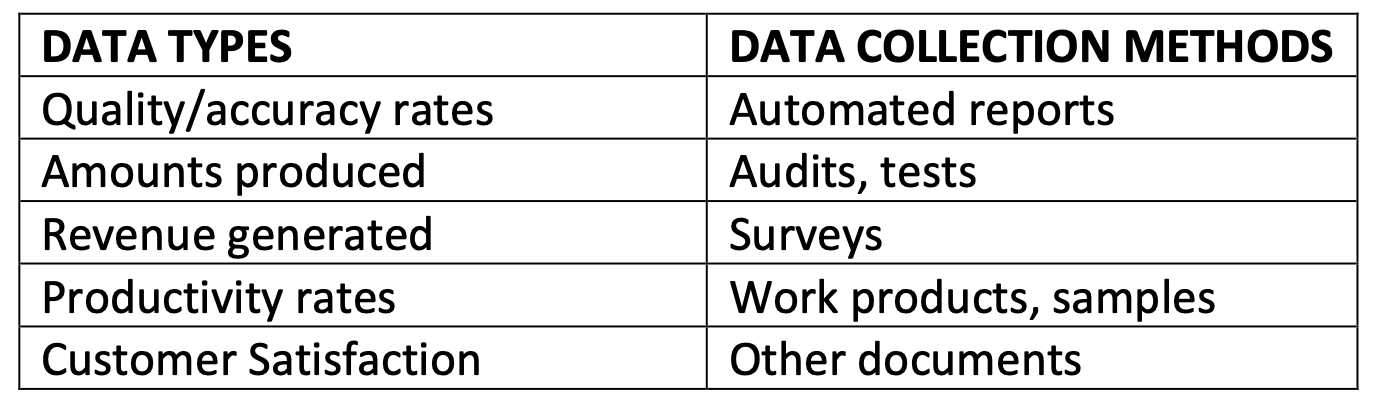 DATA TYPES DATA COLLECTION METHODS
Quality/accuracy rates Automated reports
Amounts produced Audits, tests
Revenue generated Surveys
Productivity rates Work products, samples
Customer Satisfaction Other documents